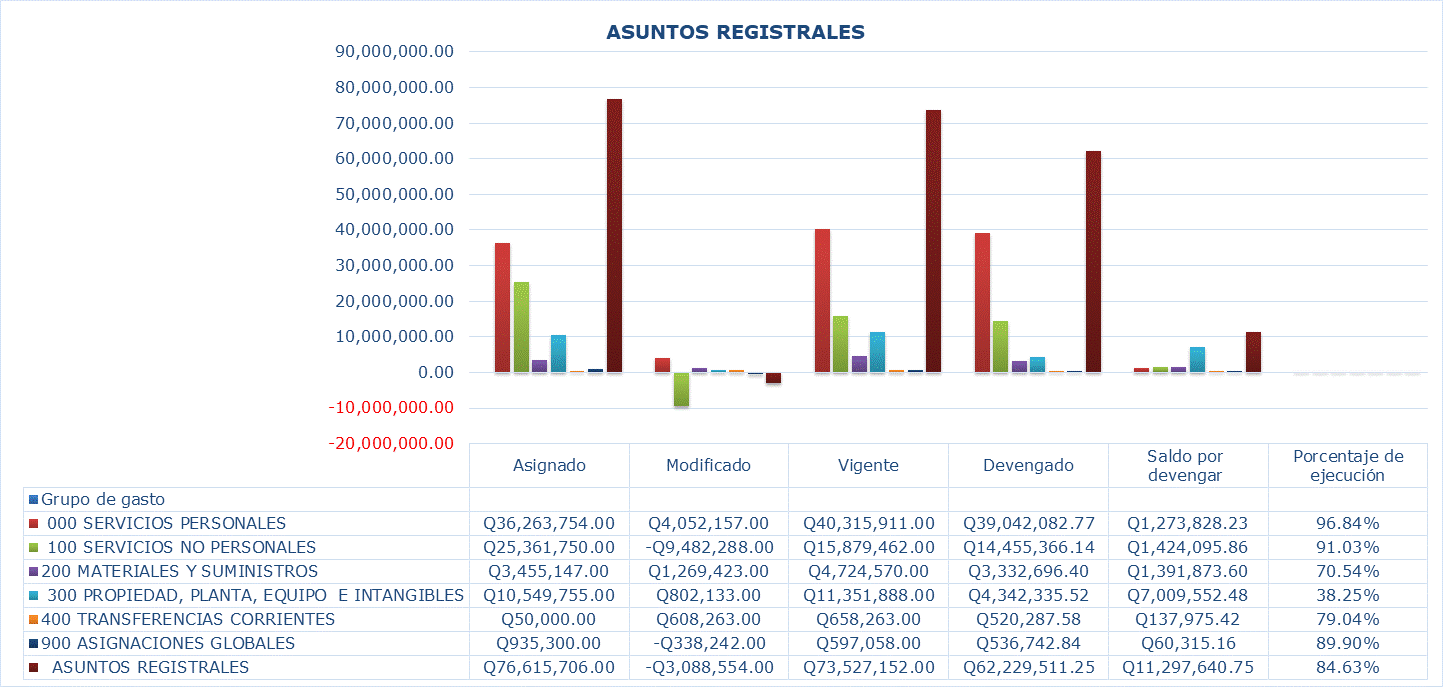 ASUNTOS REGISTRALES
90,000,000.00
80,000,000.00
70,000,000.00
60,000,000.00
50,000,000.00
40,000,000.00
30,000,000.00
20,000,000.00
10,000,000.00
0.00
-10,000,000.00
-20,000,000.00
Asignado Modificado Vigente Devengado Saldo por devengar Porcentaje de ejecución
Grupo de gasto
000 SERVICIOS PERSONALES Q36,263,754.00 Q4,052,157.00 Q40,315,911.00 Q39,042,082.77 Q1,273,828.23 96.84%
100 SERVICIOS NO PERSONALES Q25,361,750.00 -Q9,482,288.00 Q15,879,462.00 Q14,455,366.14 Q1,424,095.86 91.03%
200 MATERIALES Y SUMINISTROS Q3,455,147.00 Q1,269,423.00 Q4,724,570.00 Q3,332,696.40 Q1,391,873.60 70.54%
300 PROPIEDAD, PLANTA, EQUIPO E INTANGIBLES Q10,549,755.00 Q802,133.00 Q11,351,888.00 Q4,342,335.52 Q7,009,552.48 38.25%
400 TRANSFERENCIAS CORRIENTES Q50,000.00 Q608,263.00 Q658,263.00 Q520,287.58 Q137,975.42 79.04%
900 ASIGNACIONES GLOBALES Q935,300.00 -Q338,242.00 Q597,058.00 Q536,742.84 Q60,315.16 89.90%
ASUNTOS REGISTRALES Q76,615,706.00 -Q3,088,554.00 Q73,527,152.00 Q62,229,511.25 Q11,297,640.75 84.63%